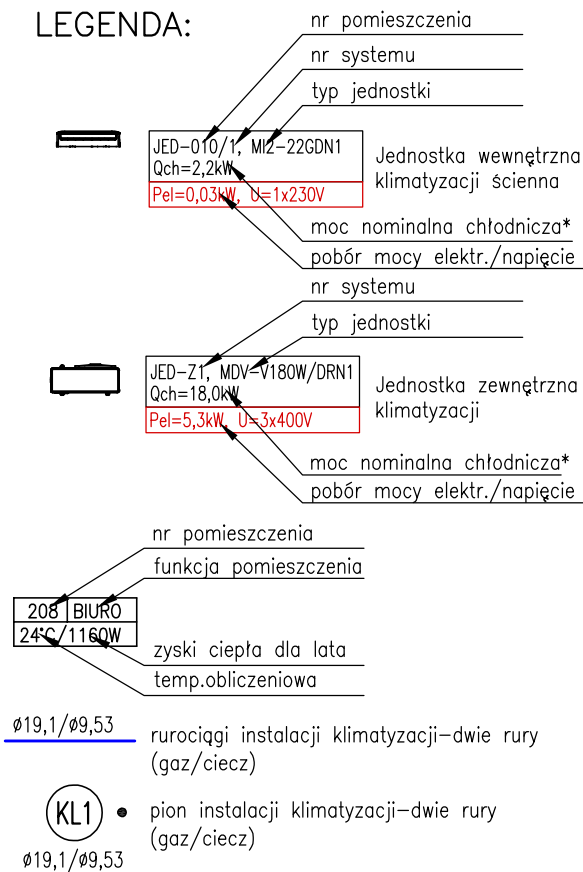 LEGENDA:
nr pomieszczenia
nr systemu
typ jednostki
JED-010/1, MI2-22GDN1
Qch=2,2kW
Pel=0,03kW, U=1x230V
Jednostka wewnętrzna
klimatyzacji ścienna
moc nominalna chłodnicza*
pobór mocy elektr./napięcie
nr systemu
typ jednostki
JED-Z1, MDV-V180W/DRN1
Qch=18,0kW
Pel=5,3kW, U=3x400V
Jednostka zewnętrzna
klimatyzacji
moc nominalna chłodnicza*
pobór mocy elektr./napięcie
nr pomieszczenia
funkcja pomieszczenia
208 BIURO
24°C/1160W
zyski ciepła dla lata
temp.obliczeniowa
ø19,1/ø9,53
rurociągi instalacji klimatyzacji-dwie rury
(gaz/ciecz)
KL1
pion instalacji klimatyzacji-dwie rury
(gaz/ciecz)
ø19,1/ø9,53